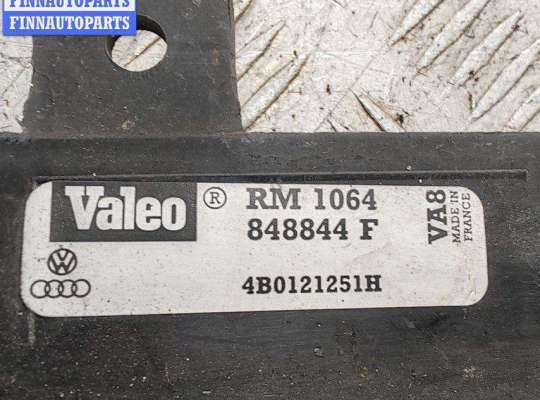 FINNAUTOPARTS
FINNAUTOPARTS
Valeo ® RM 1064
848844 F
4B0121251H
VA8
MADE IN
FRANCE